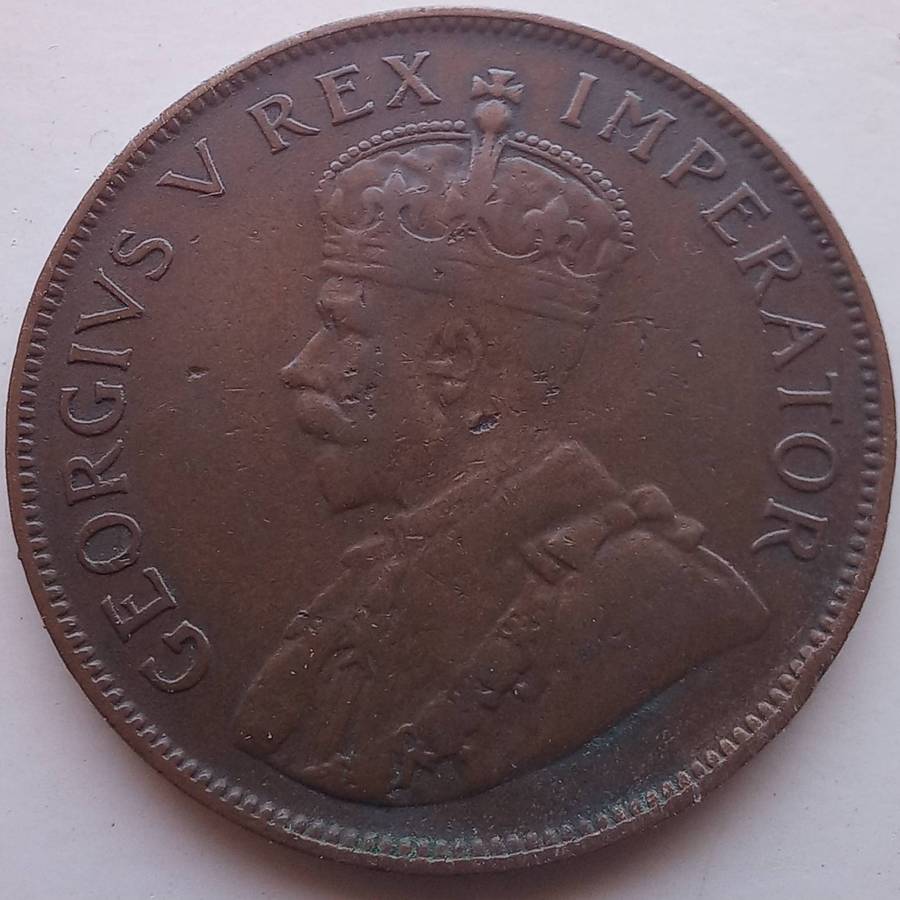 GEORGIVS V REX IMPERATOR